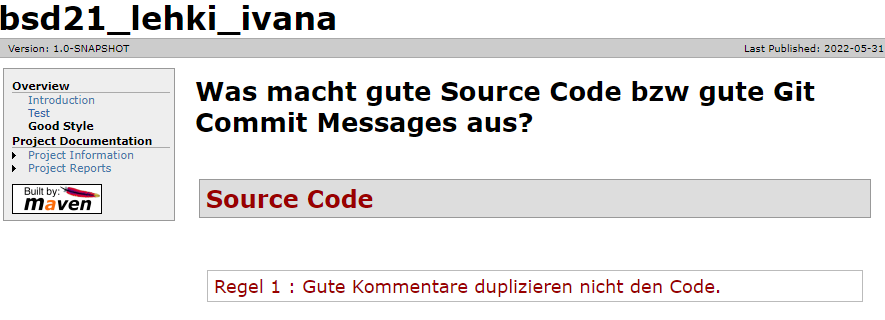 bsd21_lehki_ivana
Version: 1.0-SNAPSHOT
Last Published: 2022-05-31
Overview
Introduction
Test
Good Style
Project Documentation
Project Information
Project Reports
Built by:
maven
Was macht gute Source Code bzw gute Git
Commit Messages aus?
Source Code
Regel 1 : Gute Kommentare duplizieren nicht den Code.